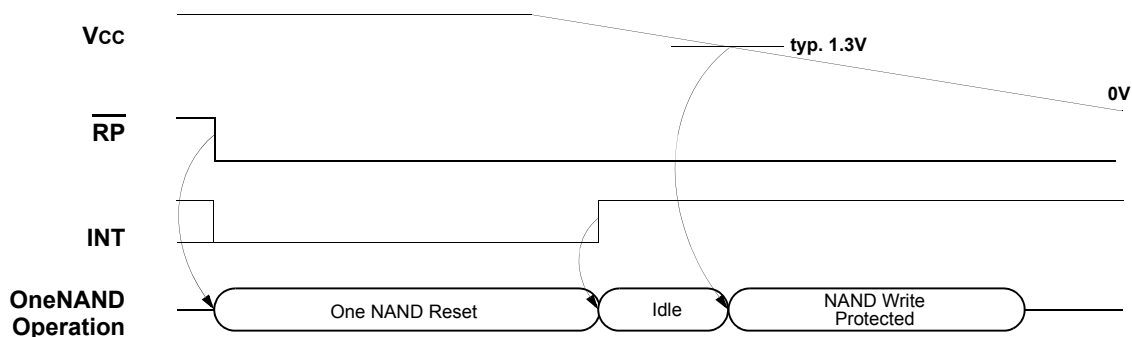 Vcc
typ. 1.3V
0V
RP
INT
OneNAND
Operation
One NAND Reset
Idle
NAND Write
Protected